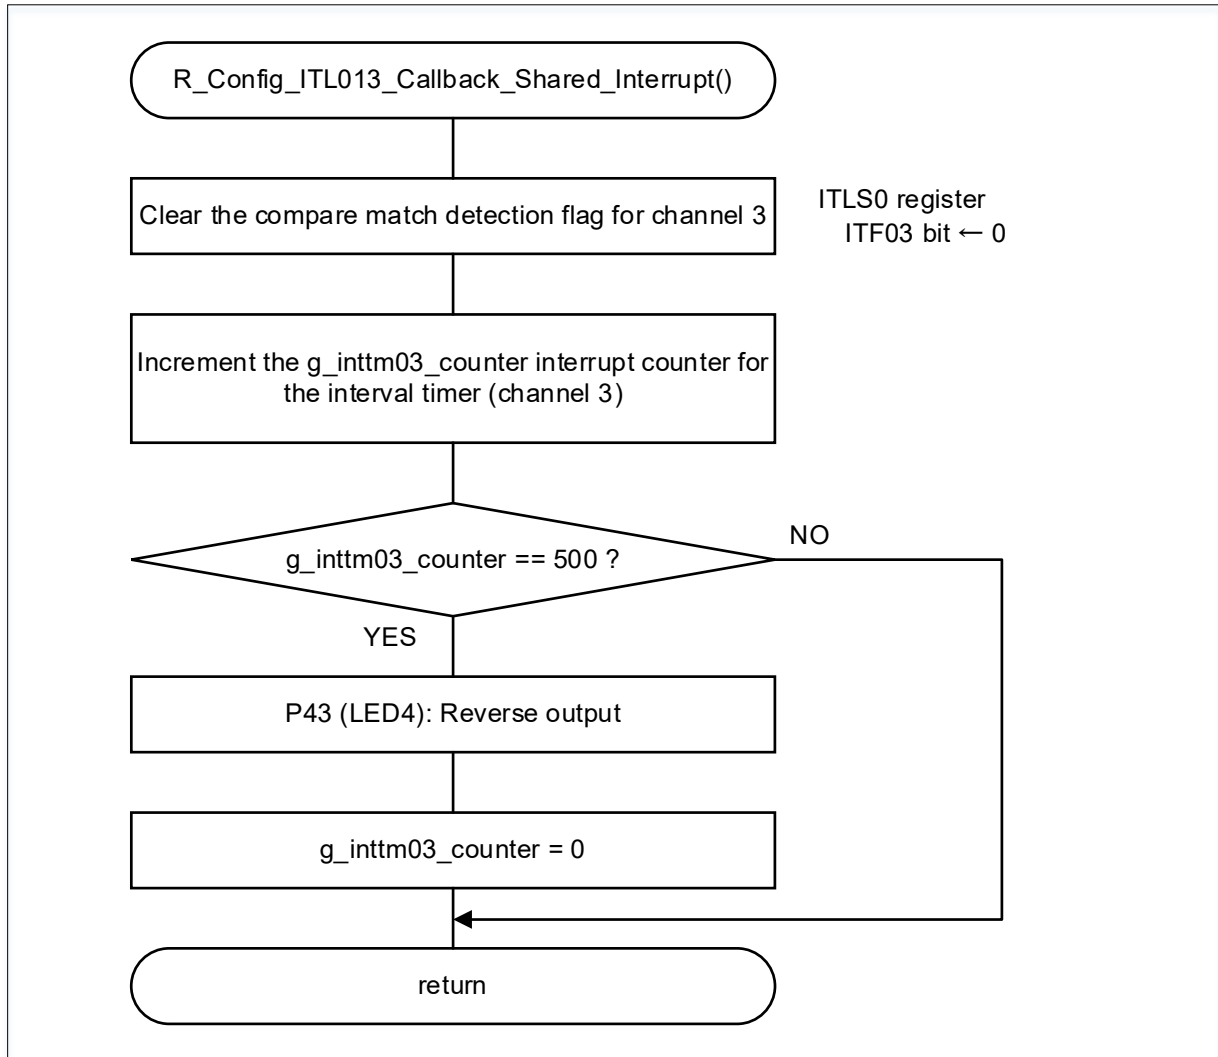 R_Config_ITL013_Callback_Shared_Interrupt()
Clear the compare match detection flag for channel 3
ITLS0 register
ITF03 bit ← 0
Increment the g_inttm03_counter interrupt counter for
the interval timer (channel 3)
g_inttm03_counter == 500 ?
NO
YES
P43 (LED4): Reverse output
g_inttm03_counter = 0
return